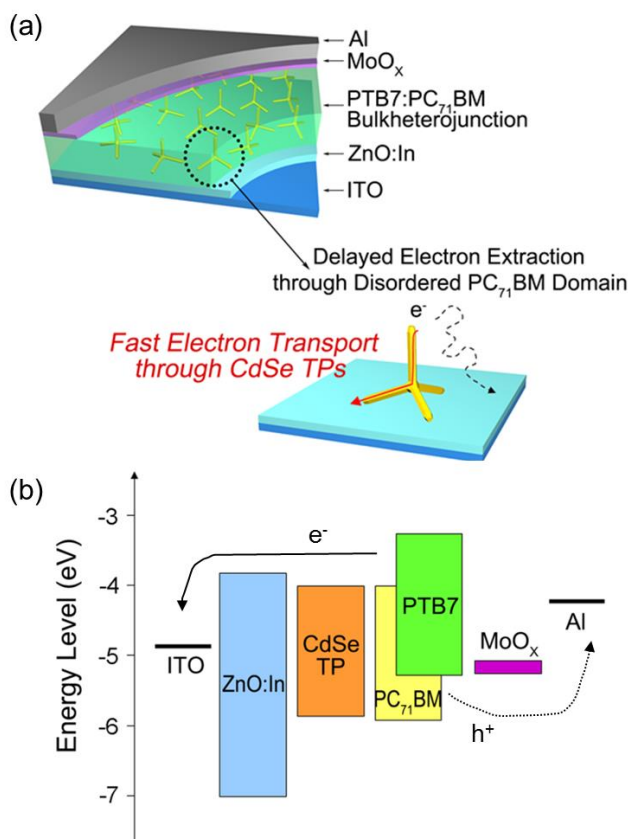 (a)
Al
MoOₓ
PTB7:PC₇₁BM
Bulkheterojunction
ZnO:In
ITO
Delayed Electron Extraction
through Disordered PC₇₁BM Domain
e⁻
Fast Electron Transport
through CdSe TPs
(b)
Energy Level (eV)
-3
-4
-5
-6
-7
e⁻
ITO
ZnO:In
CdSe
TP
PC₇₁BM
PTB7
MoOₓ
Al
h⁺